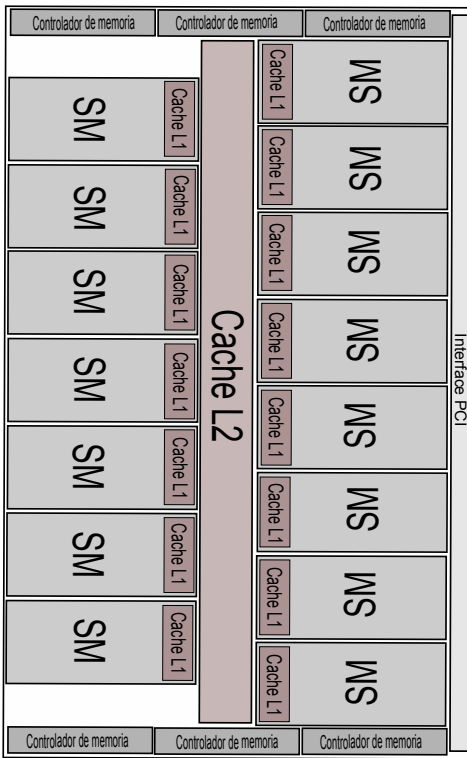 Controlador de memoria
Controlador de memoria
Controlador de memoria
Cache L1
SM
SM
Cache L1
Cache L1
SM
SM
Cache L1
Cache L1
SM
SM
Cache L1
Cache L1
SM
SM
Cache L1
Cache L2
Interface PCI
Cache L1
SM
SM
Cache L1
Cache L1
SM
SM
Cache L1
Cache L1
SM
SM
Cache L1
Cache L1
SM
Controlador de memoria
Controlador de memoria
Controlador de memoria